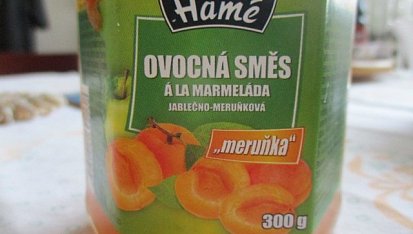 Hamé
OVOCNÁ SMĚS
Á LA MARMELÁDA
JABLEČNO-MERUŇKOVÁ
„meruňka“
300 g